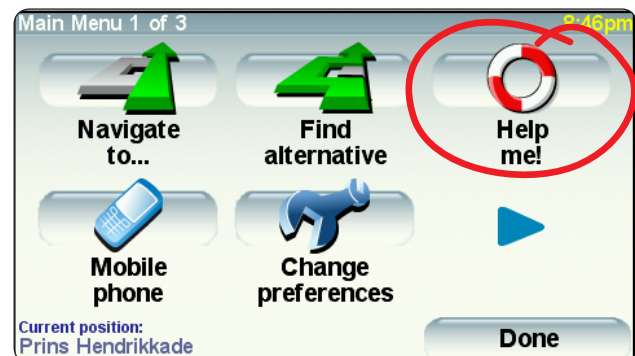 Main Menu 1 of 3
8:46pm
Navigate
to...
Find
alternative
Help
me!
Mobile
phone
Change
preferences
Current position:
Prins Hendrikkade
Done